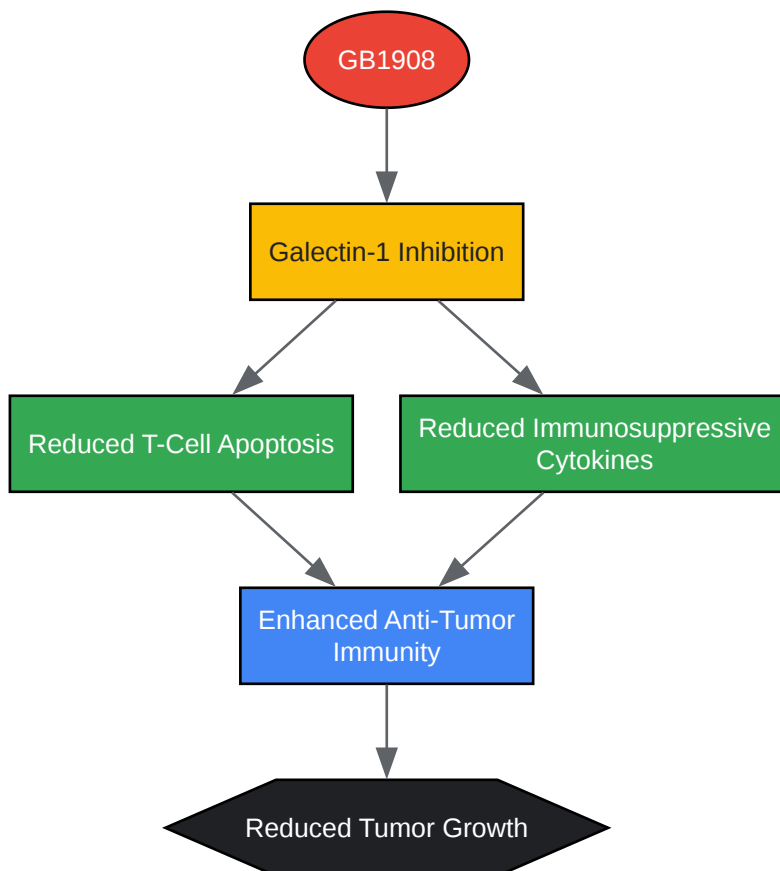 GB1908
Galectin-1 Inhibition
Reduced T-Cell Apoptosis
Reduced Immunosuppressive
Cytokines
Enhanced Anti-Tumor
Immunity
Reduced Tumor Growth